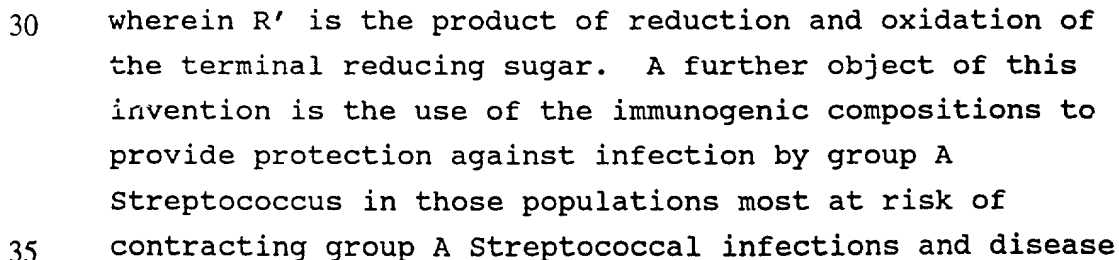 30 wherein R' is the product of reduction and oxidation of
the terminal reducing sugar. A further object of this
invention is the use of the immunogenic compositions to
provide protection against infection by group A
Streptococcus in those populations most at risk of
35 contracting group A Streptococcal infections and disease